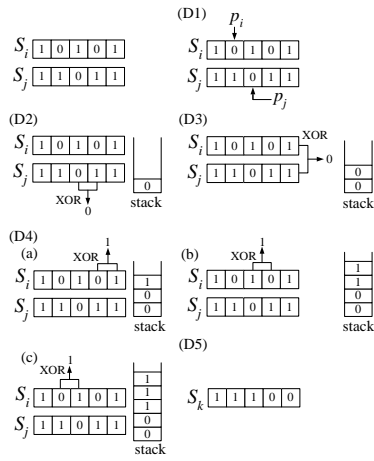 (D1)
p_i
S_i 1 0 1 0 1
S_i 1 0 1 0 1
S_j 1 1 0 1 1
S_j 1 1 0 1 1
p_j
(D2)
(D3)
S_i 1 0 1 0 1
S_j 1 1 0 1 1
XOR
0
0
stack
S_i 1 0 1 0 1
S_j 1 1 0 1 1
XOR
0
0
0
stack
(D4)
(a)
1
XOR
S_i 1 0 1 0 1
S_j 1 1 0 1 1
1
0
0
stack
(b)
1
XOR
S_i 1 0 1 0 1
S_j 1 1 0 1 1
1
1
0
0
stack
(c)
1
XOR
S_i 1 0 1 0 1
S_j 1 1 0 1 1
1
1
1
0
0
stack
(D5)
S_k 1 1 1 0 0